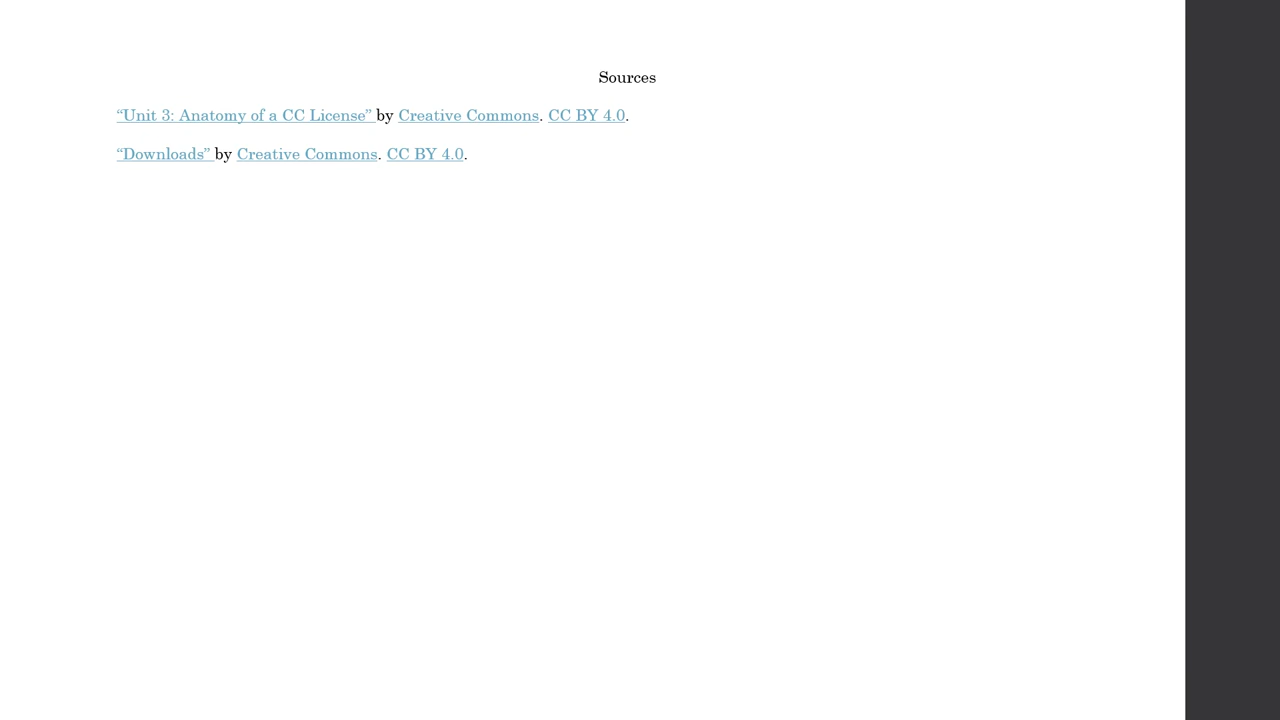 Sources
“Unit 3: Anatomy of a CC License” by Creative Commons. CC BY 4.0.
“Downloads” by Creative Commons. CC BY 4.0.